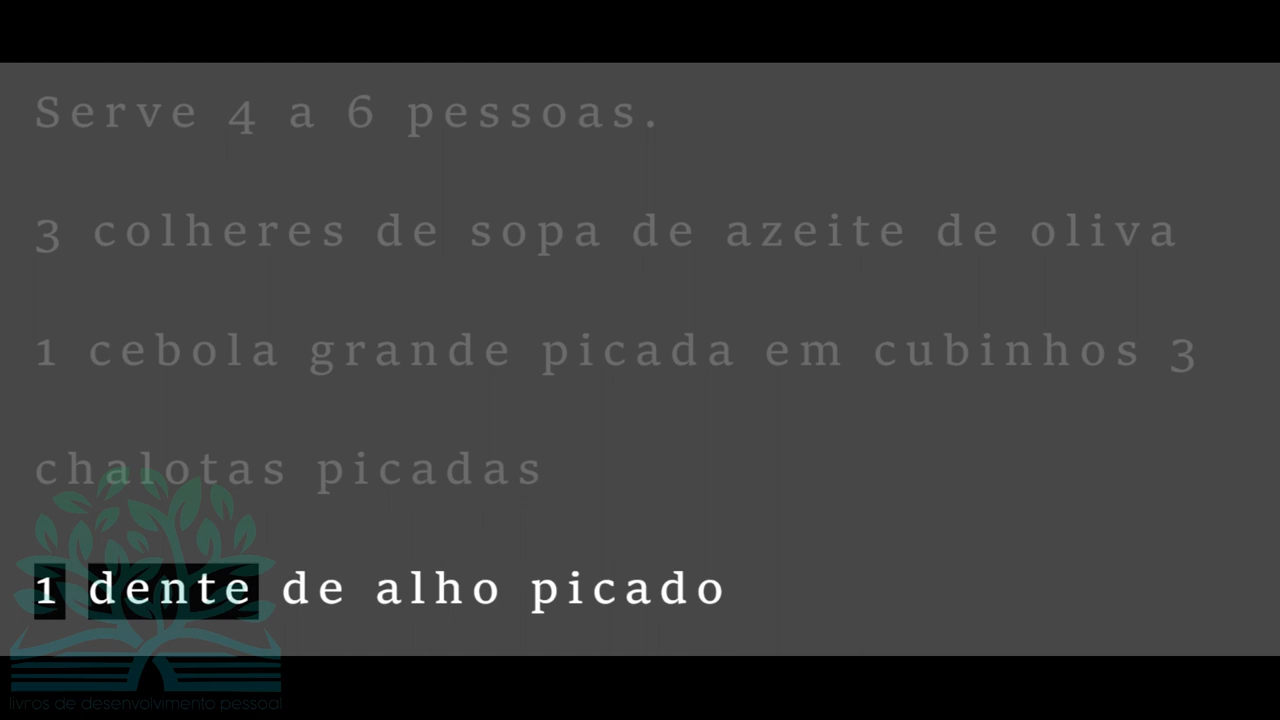 Serve 4 a 6 pessoas.
3 colheres de sopa de azeite de oliva
1 cebola grande picada em cubinhos 3
chalotas picadas
1 dente de alho picado
livros de desenvolvimento pessoal